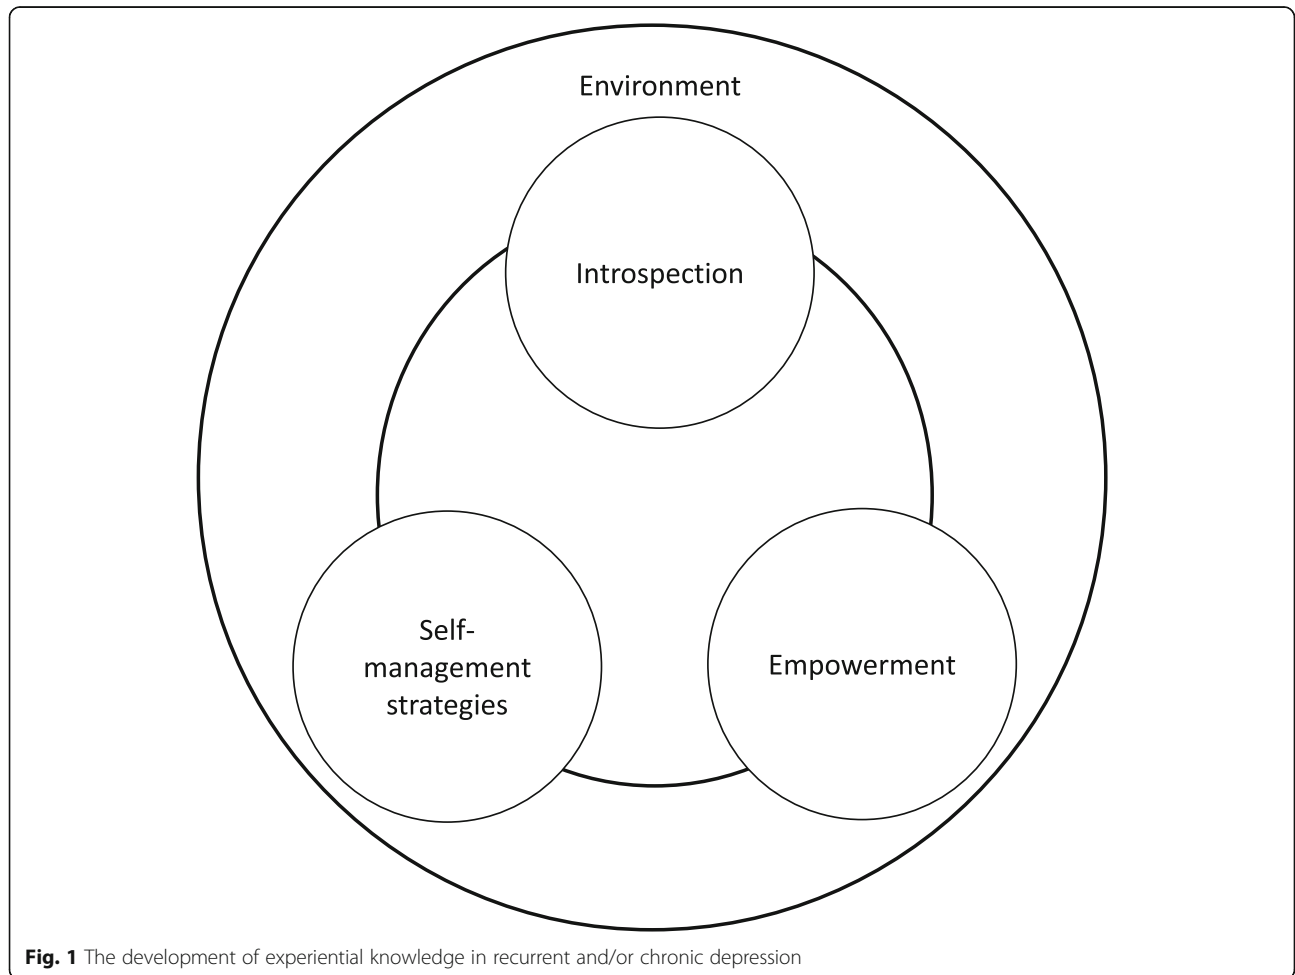 Environment
Introspection
Self-
management
strategies
Empowerment
Fig. 1 The development of experiential knowledge in recurrent and/or chronic depression